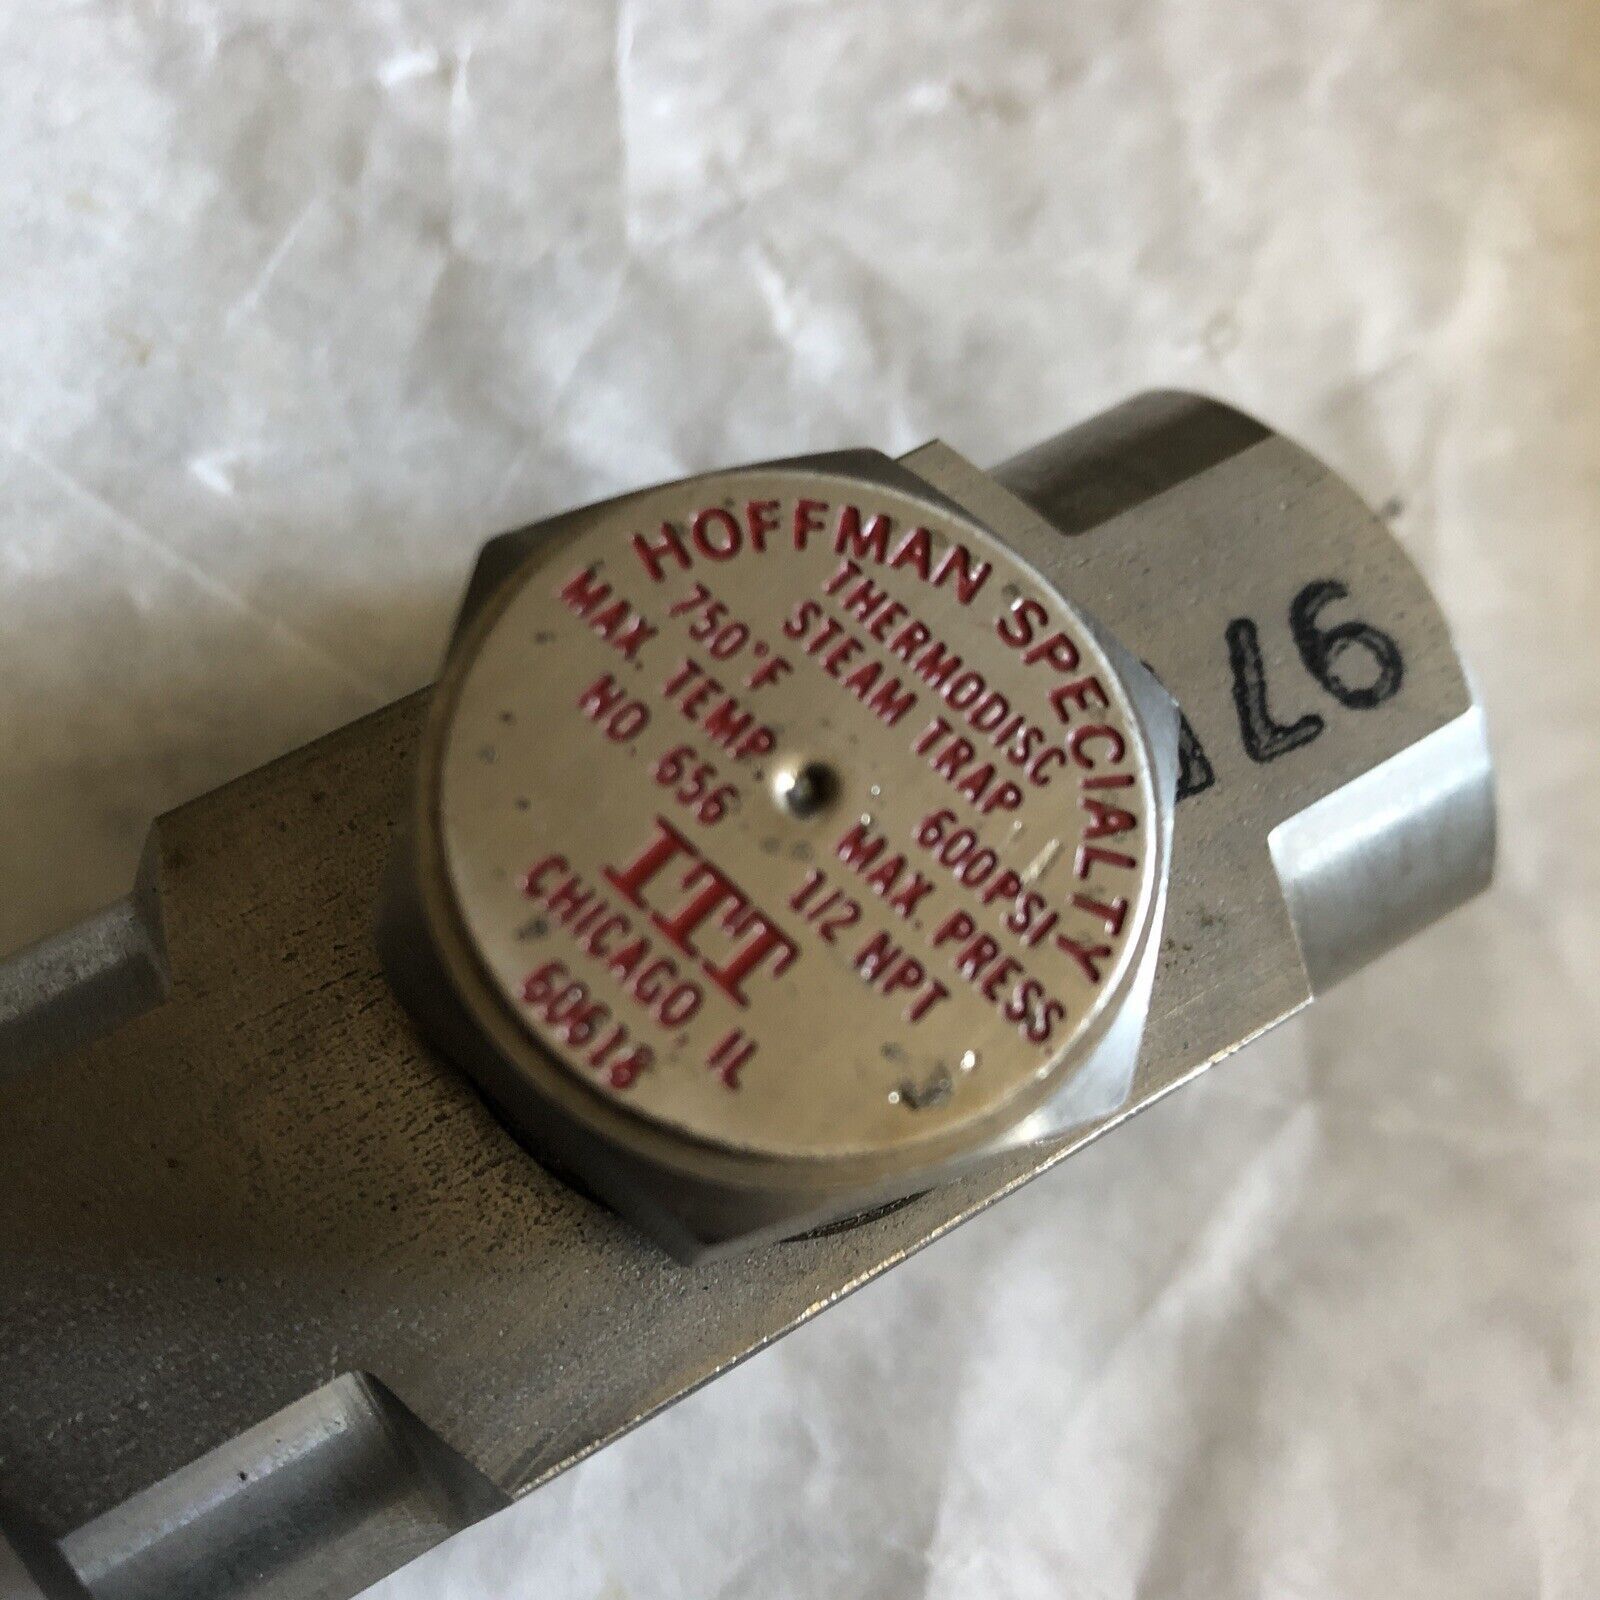 HOFFMAN SPECIALTY
THERMODISC
STEAM TRAP
750°F 600PSI
MAX. TEMP. MAX. PRESS.
NO. 656 1/2 NPT
ITT
CHICAGO, IL
60618